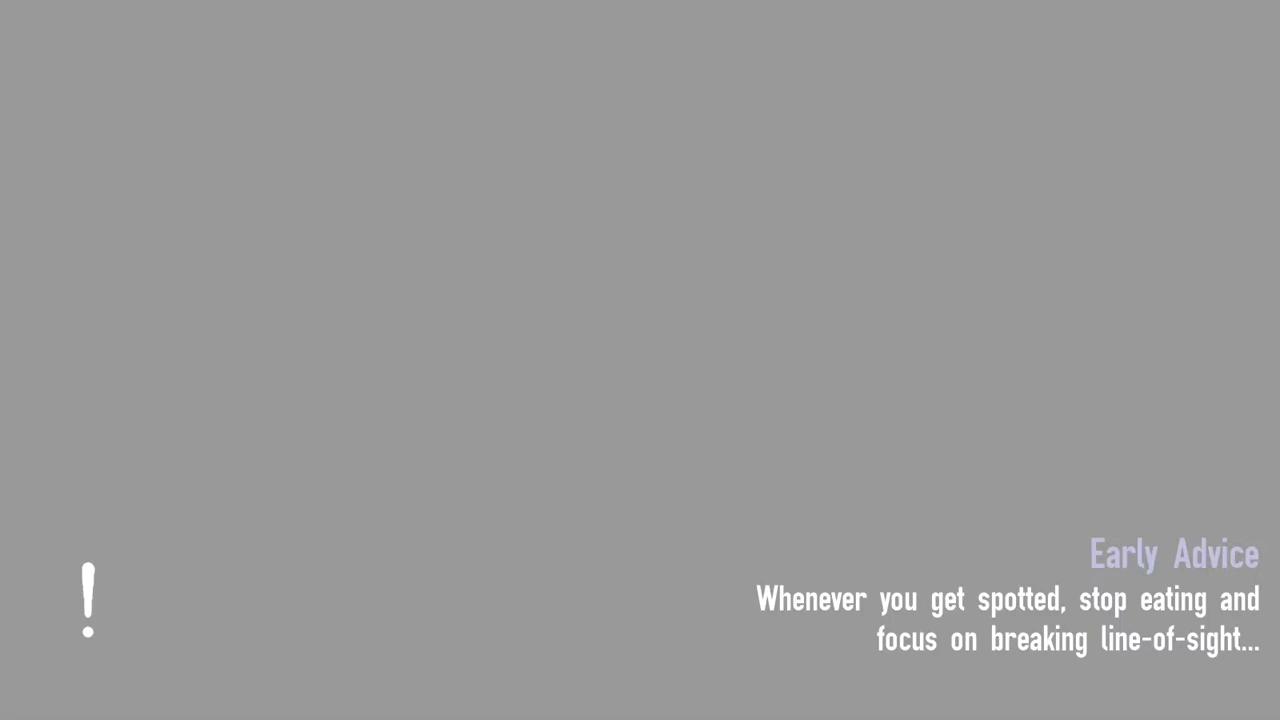 Early Advice
Whenever you get spotted, stop eating and
focus on breaking line-of-sight...
!